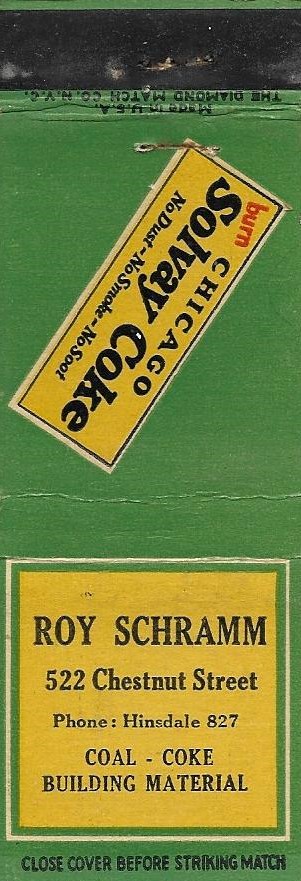 Made in U.S.A.
THE DIAMOND MATCH CO. N.Y.C.
burn
CHICAGO
Solvay Coke
No Dust-No Smoke-No Soot
ROY SCHRAMM
522 Chestnut Street
Phone: Hinsdale 827
COAL - COKE
BUILDING MATERIAL
CLOSE COVER BEFORE STRIKING MATCH